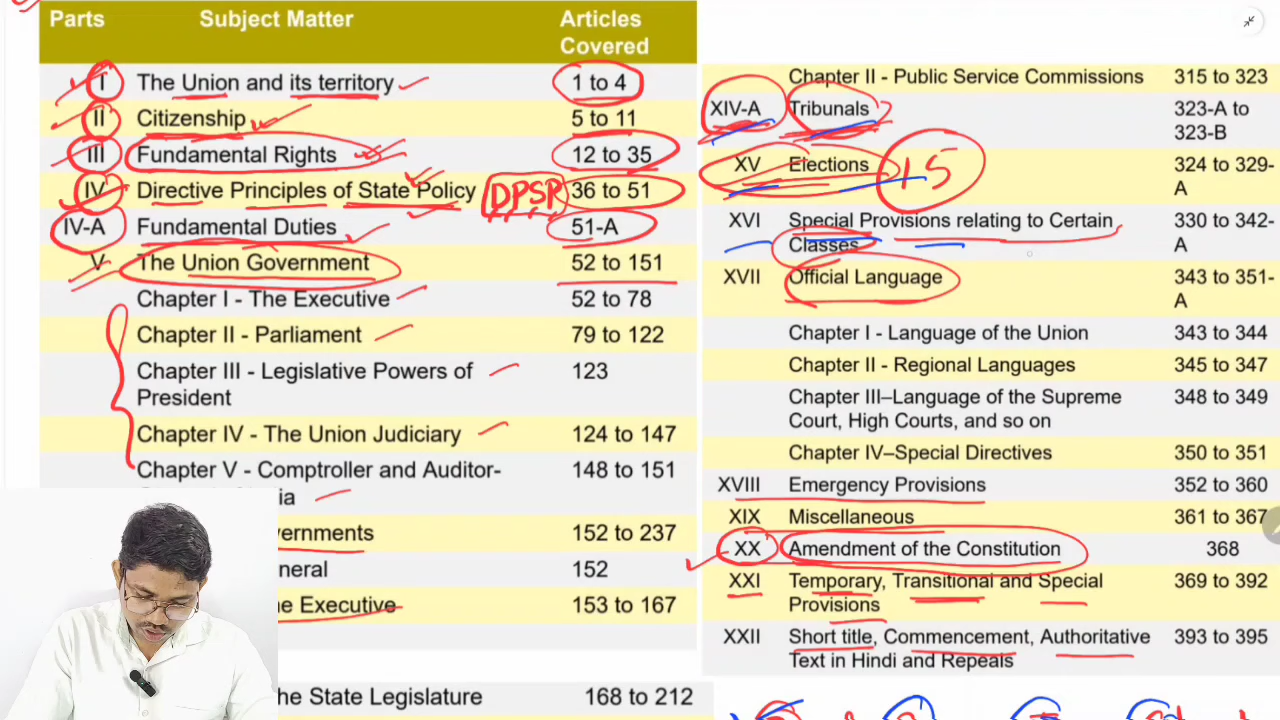 Parts Subject Matter Articles Covered
I The Union and its territory 1 to 4
II Citizenship 5 to 11
III Fundamental Rights 12 to 35
IV Directive Principles of State Policy DPSP 36 to 51
IV-A Fundamental Duties 51-A
V The Union Government 52 to 151
Chapter I - The Executive 52 to 78
Chapter II - Parliament 79 to 122
Chapter III - Legislative Powers of 123
President
Chapter IV - The Union Judiciary 124 to 147
Chapter V - Comptroller and Auditor- 148 to 151
ia
vernments 152 to 237
neral 152
he Executive 153 to 167
he State Legislature 168 to 212
Chapter II - Public Service Commissions 315 to 323
XIV-A Tribunals 323-A to
323-B
XV Elections 15 324 to 329-
A
XVI Special Provisions relating to Certain 330 to 342-
Classes A
XVII Official Language 343 to 351-
A
Chapter I - Language of the Union 343 to 344
Chapter II - Regional Languages 345 to 347
Chapter III–Language of the Supreme 348 to 349
Court, High Courts, and so on
Chapter IV–Special Directives 350 to 351
XVIII Emergency Provisions 352 to 360
XIX Miscellaneous 361 to 367
XX Amendment of the Constitution 368
XXI Temporary, Transitional and Special 369 to 392
Provisions
XXII Short title, Commencement, Authoritative 393 to 395
Text in Hindi and Repeals